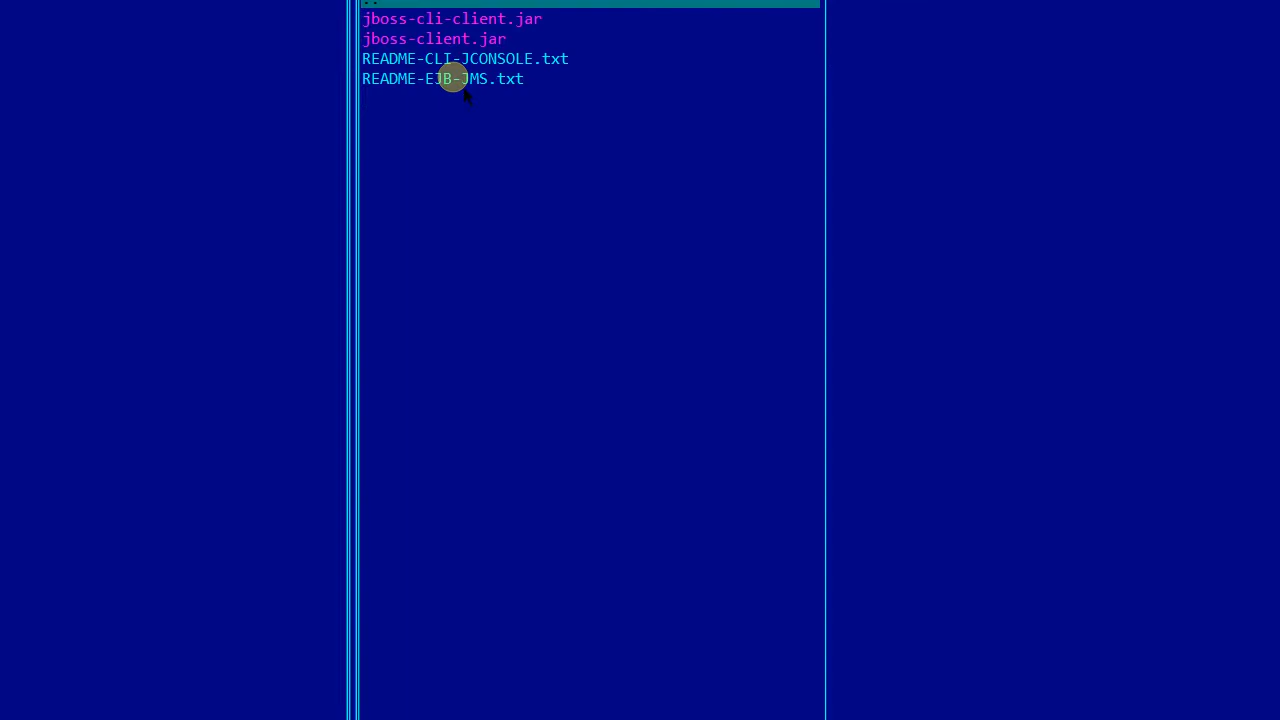 ..
jboss-cli-client.jar
jboss-client.jar
README-CLI-JCONSOLE.txt
README-EJB-JMS.txt